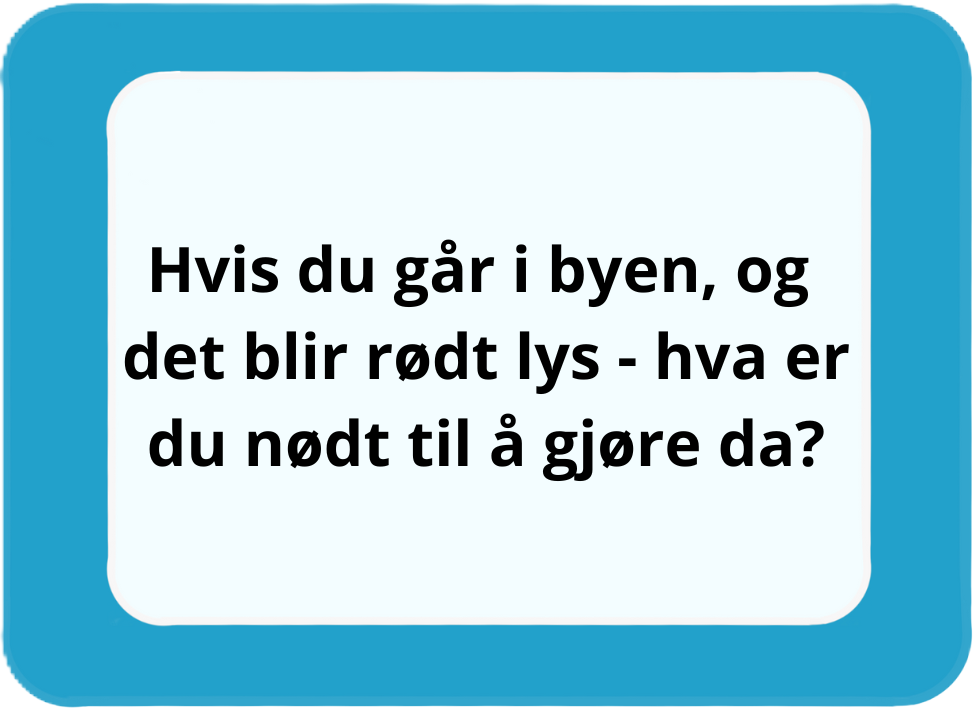 Hvis du går i byen, og
det blir rødt lys - hva er
du nødt til å gjøre da?